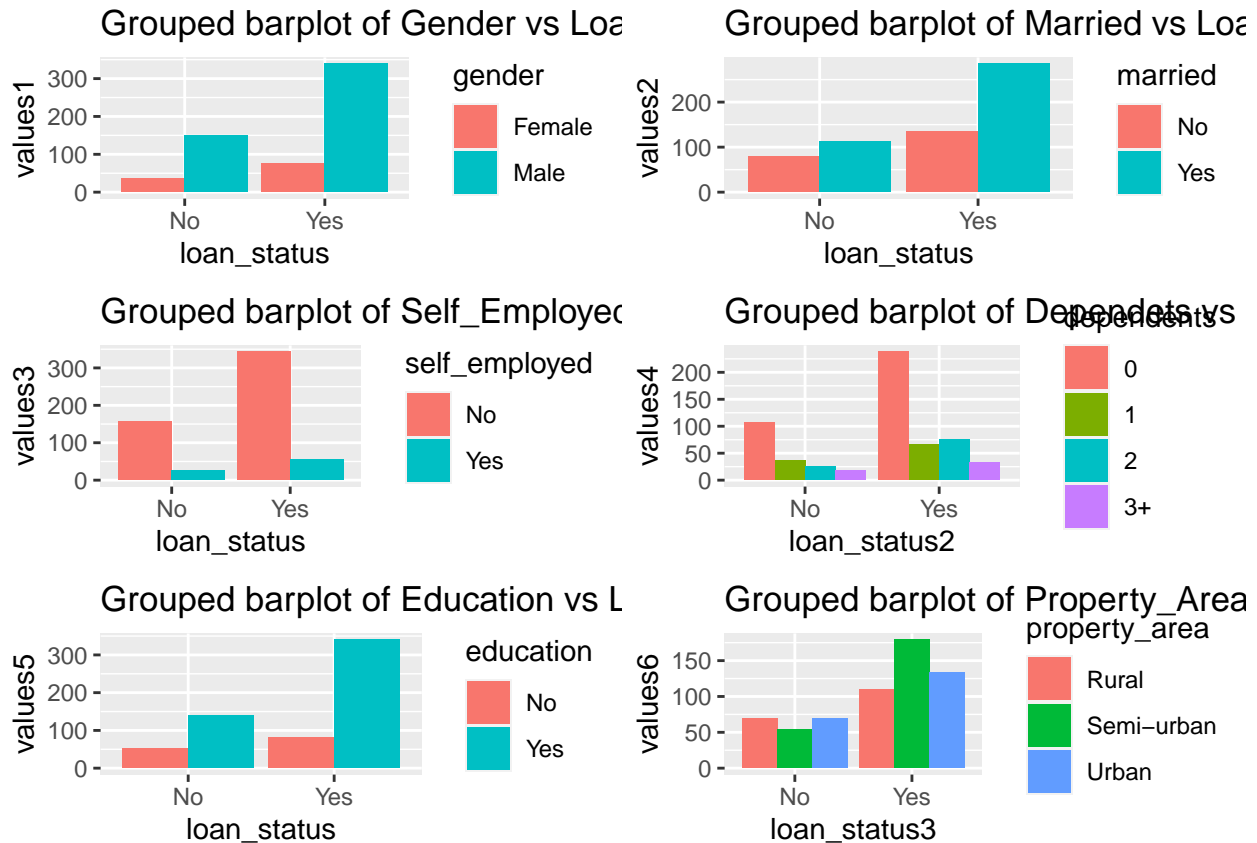 Grouped barplot of Gender vs Loa
values1
300
200
100
0
No
Yes
loan_status
gender
Female
Male
Grouped barplot of Married vs Loa
values2
200
100
0
No
Yes
loan_status
married
No
Yes
Grouped barplot of Self_Employed
values3
300
200
100
0
No
Yes
loan_status
self_employed
No
Yes
Grouped barplot of Dependets vs
values4
200
150
100
50
0
No
Yes
loan_status2
dependents
0
1
2
3+
Grouped barplot of Education vs L
values5
300
200
100
0
No
Yes
loan_status
education
No
Yes
Grouped barplot of Property_Area
values6
150
100
50
0
No
Yes
loan_status3
property_area
Rural
Semi−urban
Urban